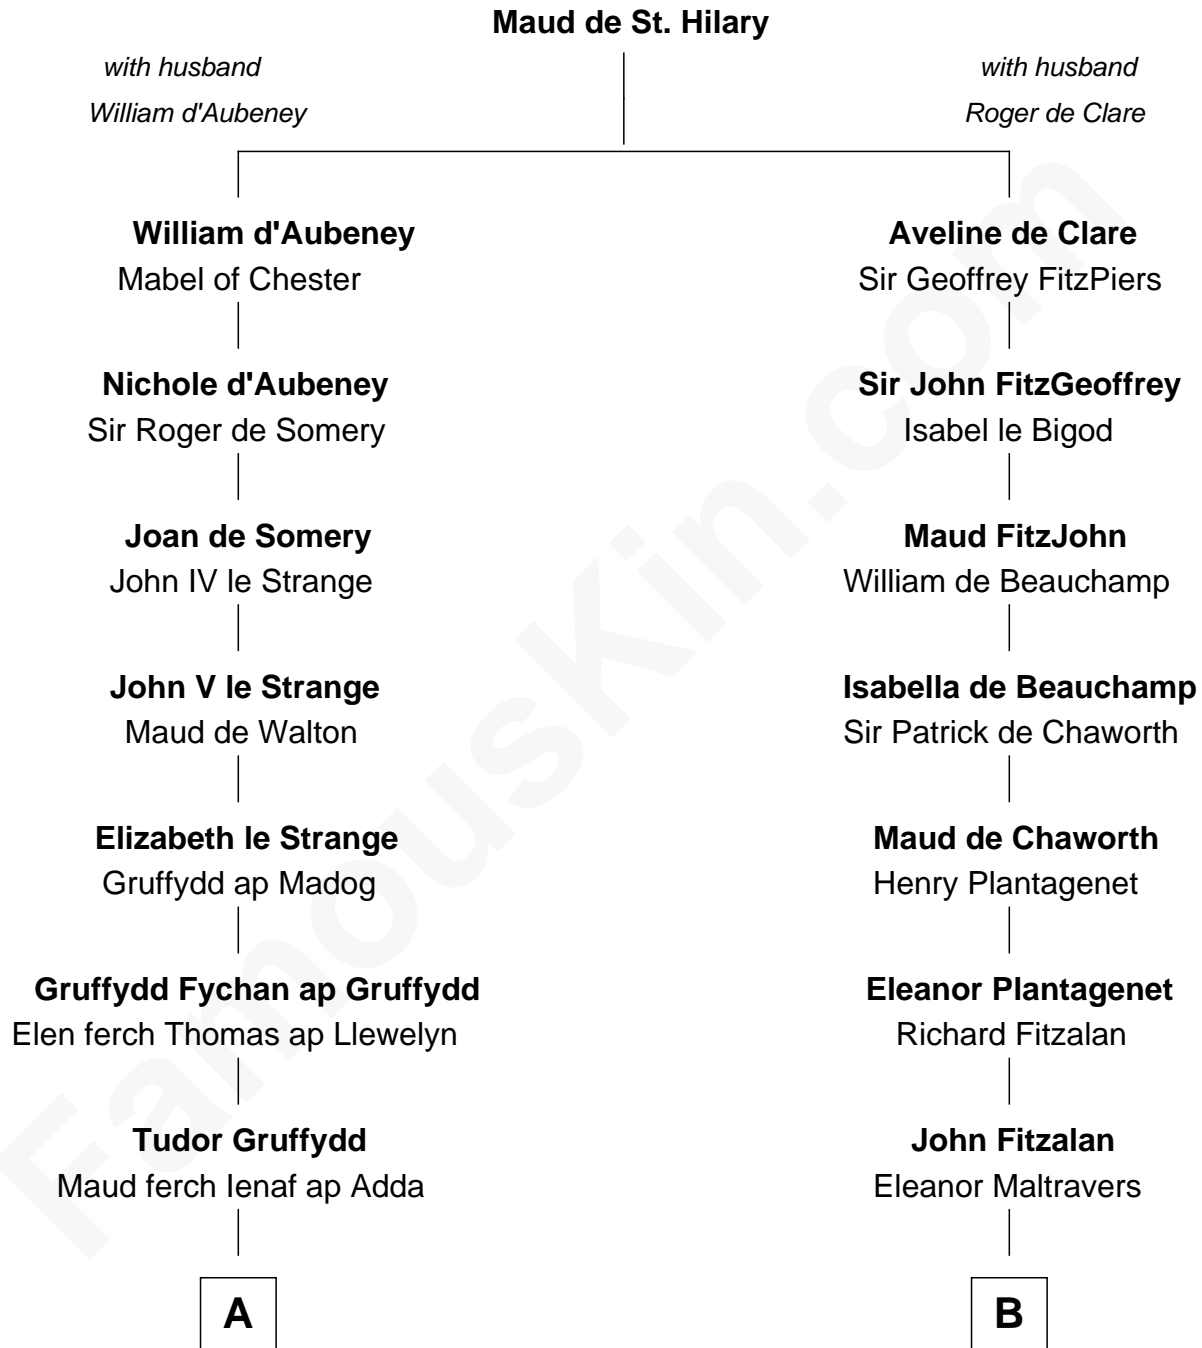 Maud de St. Hilary
with husband
William d'Aubeney
with husband
Roger de Clare
William d'Aubeney
Mabel of Chester
Aveline de Clare
Sir Geoffrey FitzPiers
Nichole d'Aubeney
Sir Roger de Somery
Sir John FitzGeoffrey
Isabel le Bigod
Joan de Somery
John IV le Strange
Maud FitzJohn
William de Beauchamp
John V le Strange
Maud de Walton
Isabella de Beauchamp
Sir Patrick de Chaworth
Elizabeth le Strange
Gruffydd ap Madog
Maud de Chaworth
Henry Plantagenet
Gruffydd Fychan ap Gruffydd
Elen ferch Thomas ap Llewelyn
Eleanor Plantagenet
Richard Fitzalan
Tudor Gruffydd
Maud ferch Ienaf ap Adda
John Fitzalan
Eleanor Maltravers
A
B
FamousKin.com